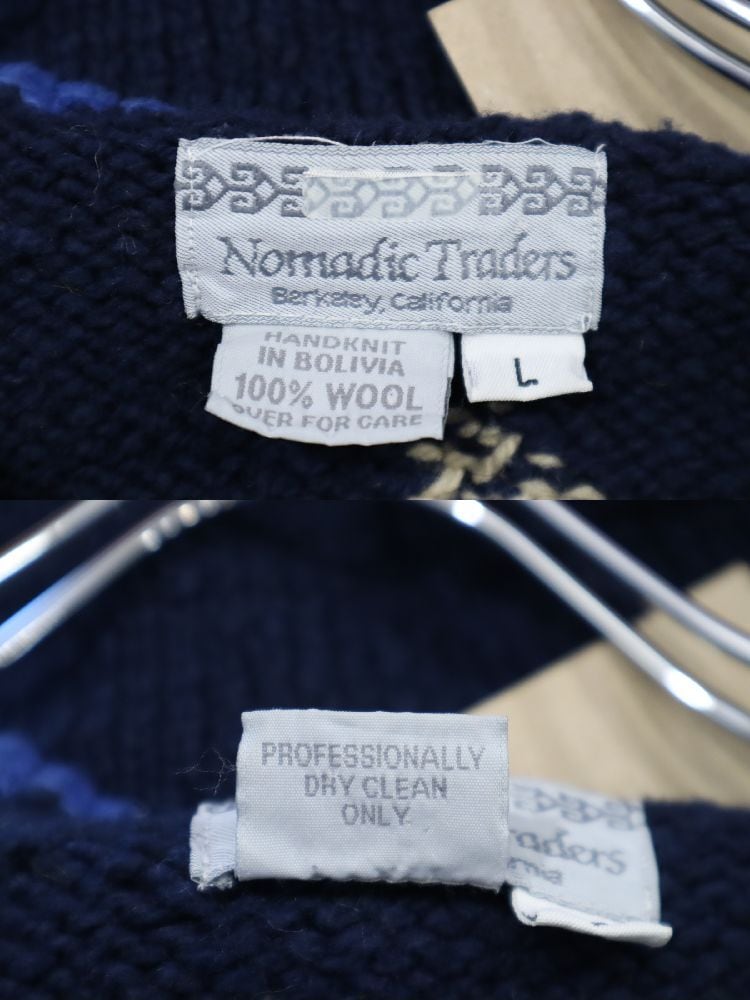 Nomadic Traders
Berkeley, California
HANDKNIT
IN BOLIVIA
100% WOOL
OVER FOR CARE
L
PROFESSIONALLY
DRY CLEAN
ONLY
raders
rnia